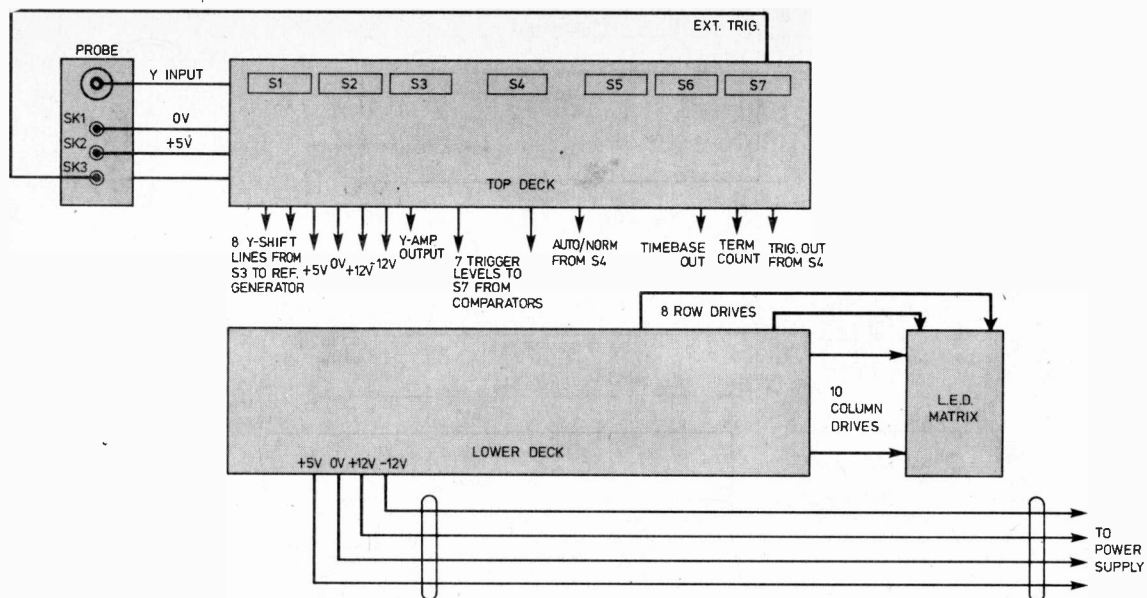 EXT. TRIG.
PROBE
Y INPUT
S1
S2
S3
S4
S5
S6
S7
SK1
0V
SK2
+5V
SK3
TOP DECK
8 Y-SHIFT
LINES FROM
S3 TO REF.
GENERATOR
+5V
0V
+12V
-12V
Y-AMP
OUTPUT
7 TRIGGER
LEVELS TO
S7 FROM
COMPARATORS
AUTO/NORM
FROM S4
TIMEBASE
OUT
TERM
COUNT
TRIG. OUT
FROM S4
8 ROW DRIVES
10
COLUMN
DRIVES
L.E.D.
MATRIX
LOWER DECK
+5V 0V +12V -12V
TO
POWER
SUPPLY